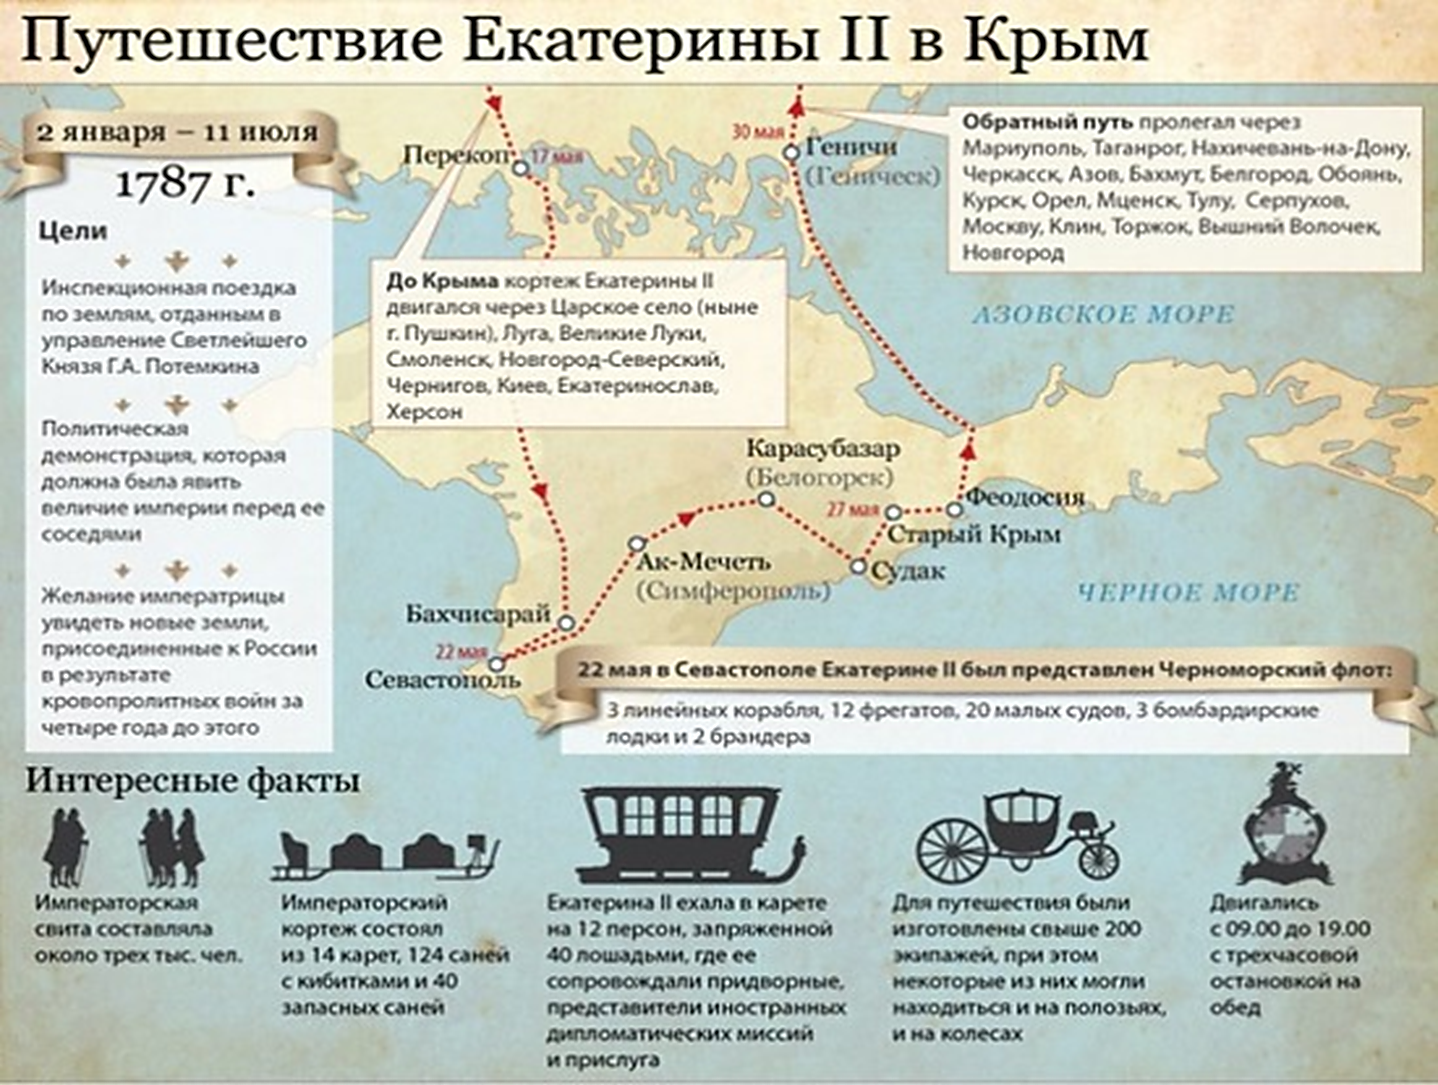 Путешествие Екатерины II в Крым
2 января – 11 июля
1787 г.
Цели
Инспекционная поездка
по землям, отданным в
управление Светлейшего
Князя Г.А. Потемкина
Политическая
демонстрация, которая
должна была явить
величие империи перед ее
соседями
Желание императрицы
увидеть новые земли,
присоединенные к России
в результате
кровопролитных войн за
четыре года до этого
Перекоп
17 мая
До Крыма кортеж Екатерины II
двигался через Царское село (ныне
г. Пушкин), Луга, Великие Луки,
Смоленск, Новгород-Северский,
Чернигов, Киев, Екатеринослав,
Херсон
30 мая
Геничи
(Геническ)
Обратный путь пролегал через
Мариуполь, Таганрог, Нахичевань-на-Дону,
Черкасск, Азов, Бахмут, Белгород, Обоянь,
Курск, Орел, Мценск, Тулу, Серпухов,
Москву, Клин, Торжок, Вышний Волочек,
Новгород
АЗОВСКОЕ МОРЕ
Карасубазар
(Белогорск)
27 мая
Феодосия
Старый Крым
Судак
Ак-Мечеть
(Симферополь)
ЧЕРНОЕ МОРЕ
Бахчисарай
22 мая
Севастополь
22 мая в Севастополе Екатерине II был представлен Черноморский флот:
3 линейных корабля, 12 фрегатов, 20 малых судов, 3 бомбардирские
лодки и 2 брандера
Интересные факты
Императорская
свита составляла
около трех тыс. чел.
Императорский
кортеж состоял
из 14 карет, 124 саней
с кибитками и 40
запасных саней
Екатерина II ехала в карете
на 12 персон, запряженной
40 лошадьми, где ее
сопровождали придворные,
представители иностранных
дипломатических миссий
и прислуга
Для путешествия были
изготовлены свыше 200
экипажей, при этом
некоторые из них могли
находиться и на полозьях,
и на колесах
Двигались
с 09.00 до 19.00
с трехчасовой
остановкой на
обед